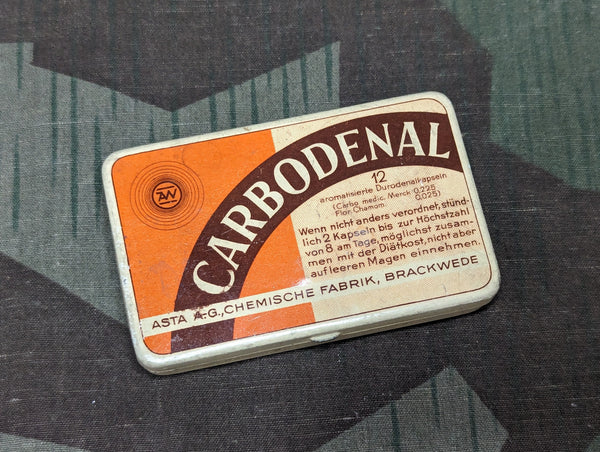 AW
CARBODENAL
12
aromatisierte Durodenalkapseln
(Carbo medic. Merck 0,225
Flor. Chamom. 0,025)
Wenn nicht anders verordnet, stünd-
lich 2 Kapseln bis zur Höchstzahl
von 8 am Tage, möglichst zusam-
men mit der Diätkost, nicht aber
auf leeren Magen einnehmen.
ASTA A.G., CHEMISCHE FABRIK, BRACKWEDE